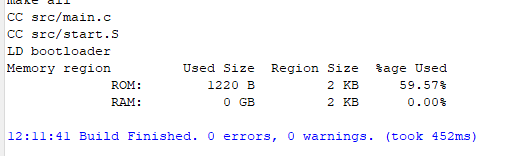 make all
CC src/main.c
CC src/start.S
LD bootloader
Memory region         Used Size  Region Size  %age Used
             ROM:        1220 B         2 KB     59.57%
             RAM:          0 GB         2 KB      0.00%
12:11:41 Build Finished. 0 errors, 0 warnings. (took 452ms)